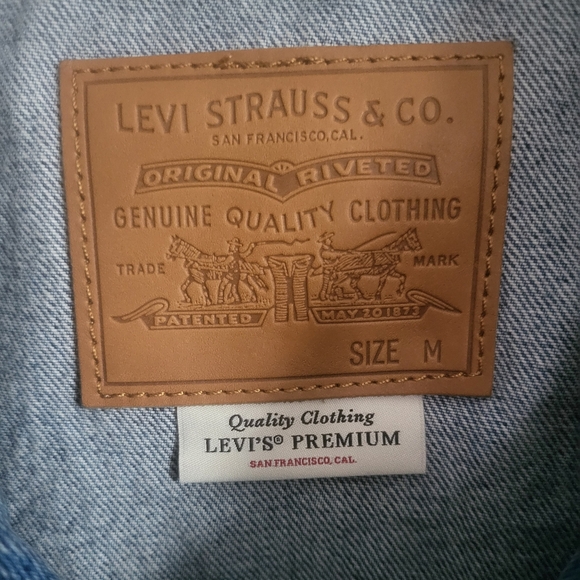 LEVI STRAUSS & CO.
SAN FRANCISCO, CAL.
ORIGINAL RIVETED
GENUINE QUALITY CLOTHING
TRADE MARK
PATENTED MAY 20 1873
SIZE M
Quality Clothing
LEVI'S® PREMIUM
SAN FRANCISCO, CAL.